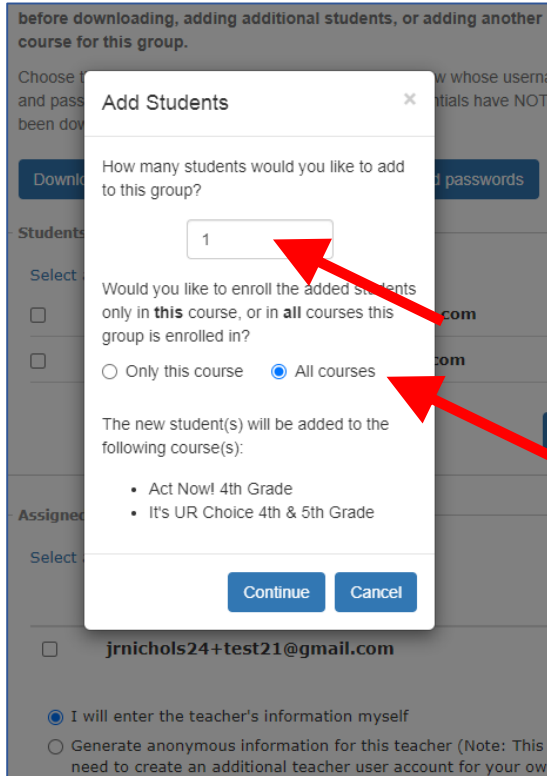 before downloading, adding additional students, or adding another
course for this group.
Choose
whose
and
have NOT
been
Add Students ×
How many students would you like to add
to this group?
passwords
Students
1
Select
Would you like to enroll the added students
only in this course, or in all courses this
group is enrolled in?
.com
com
Only this course All courses
The new student(s) will be added to the
following course(s):
• Act Now! 4th Grade
• It's UR Choice 4th & 5th Grade
Assigned
Select
Continue Cancel
jrnichols24+test21@gmail.com
I will enter the teacher's information myself
Generate anonymous information for this teacher (Note: This
need to create an additional teacher user account for your ow